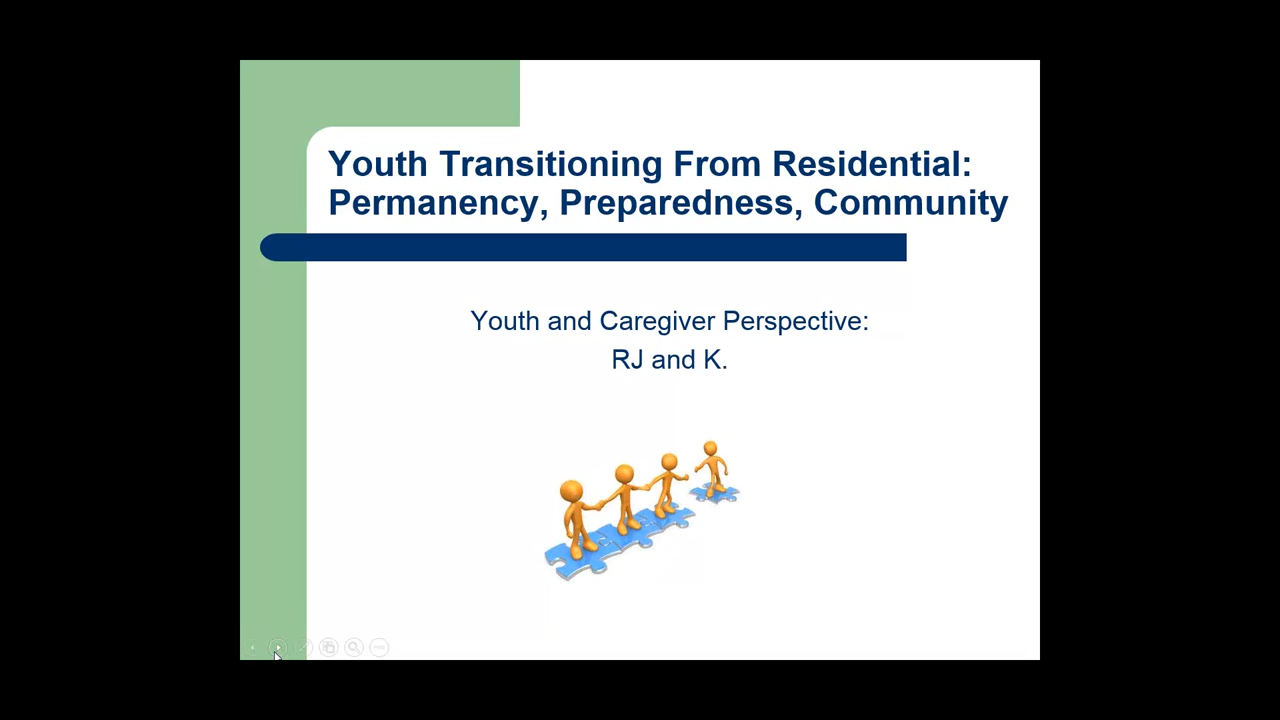 Youth Transitioning From Residential:
Permanency, Preparedness, Community
Youth and Caregiver Perspective:
RJ and K.